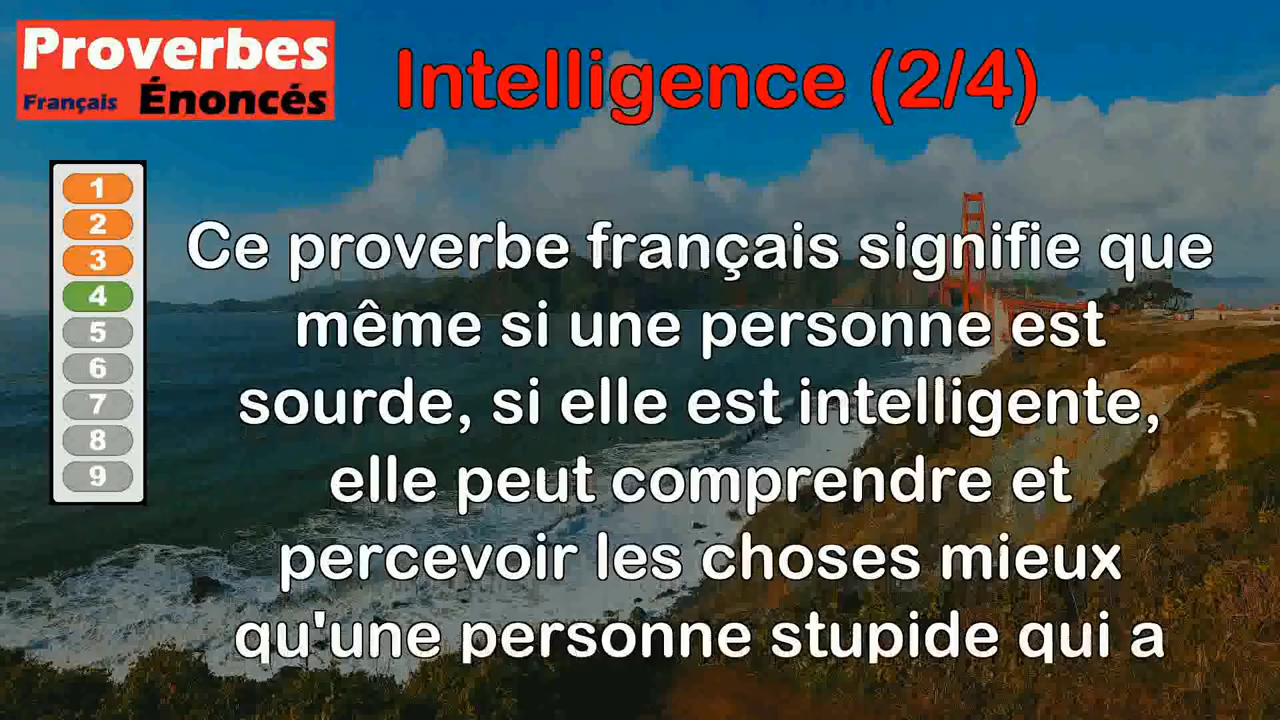 Proverbes
Français Énoncés
Intelligence (2/4)
1
2
3
4
5
6
7
8
9
Ce proverbe français signifie que
même si une personne est
sourde, si elle est intelligente,
elle peut comprendre et
percevoir les choses mieux
qu'une personne stupide qui a